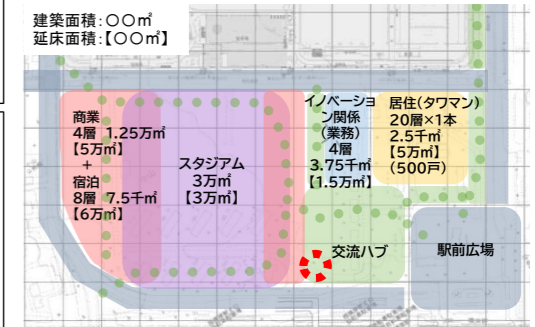 建築面積:〇〇㎡
延床面積:【〇〇㎡】
商業
4層 1.25万㎡
【5万㎡】
+
宿泊
8層 7.5千㎡
【6万㎡】
スタジアム
3万㎡
【3万㎡】
イノベーショ
ン関係
(業務)
4層
3.75千㎡
【1.5万㎡】
居住(タワマン)
20層×1本
2.5千㎡
【5万㎡】
(500戸)
交流ハブ
駅前広場